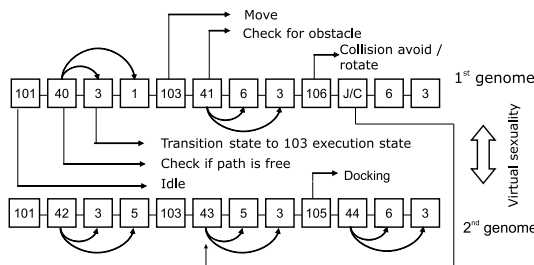 Move
Check for obstacle
Collision avoid /
rotate
1st genome
101 40 3 1 103 41 6 3 106 J/C 6 3
Transition state to 103 execution state
Check if path is free
Idle
Docking
Virtual sexuality
101 42 3 5 103 43 5 3 105 44 6 3
2nd genome